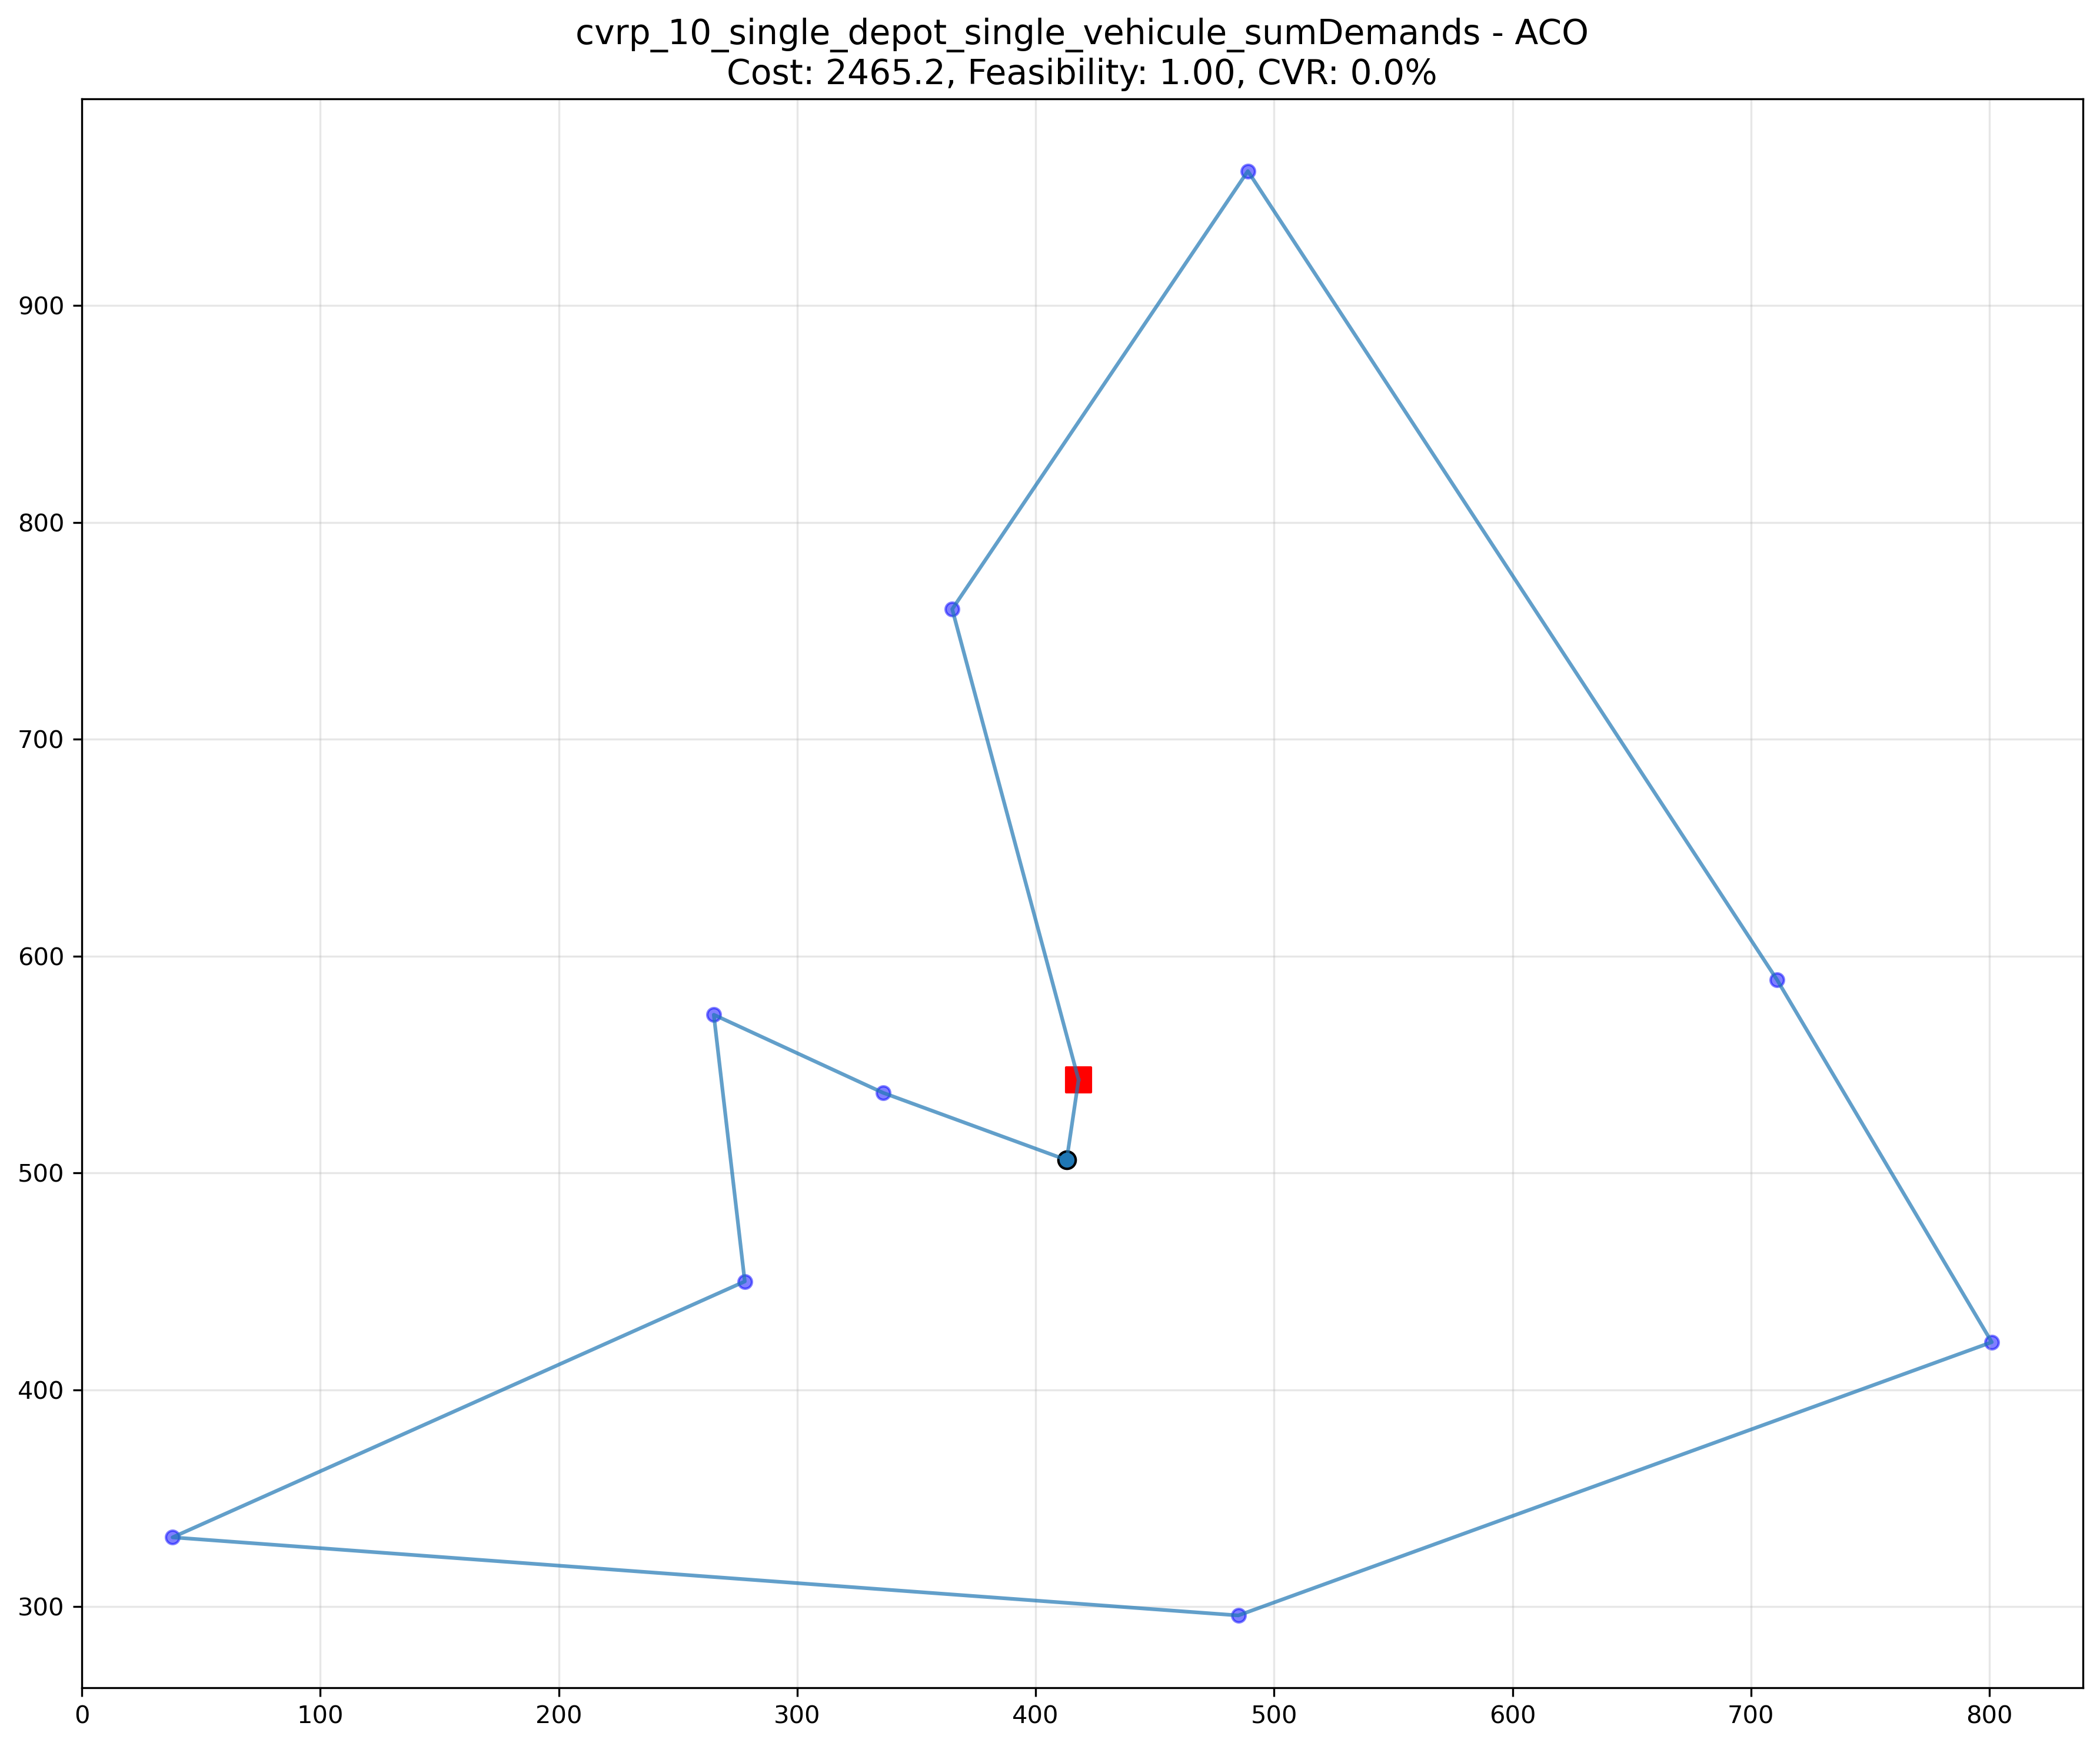 cvrp_10_single_depot_single_vehicule_sumDemands - ACO
Cost: 2465.2, Feasibility: 1.00, CVR: 0.0%
900
800
700
600
500
400
300
0 100 200 300 400 500 600 700 800